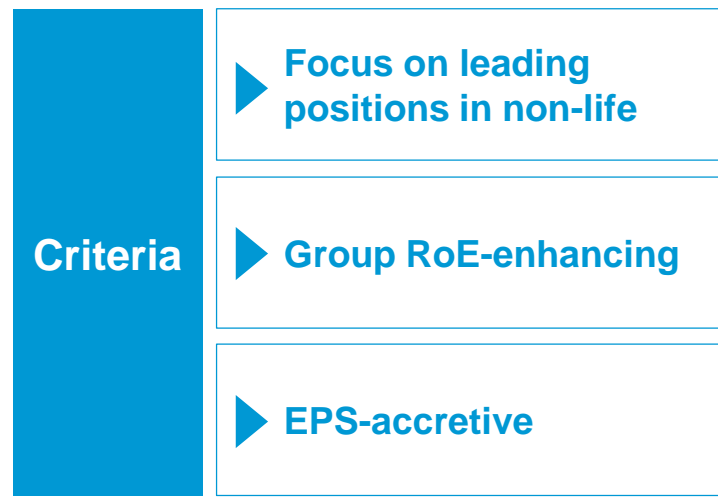 Criteria
Focus on leading
positions in non-life
Group RoE-enhancing
EPS-accretive